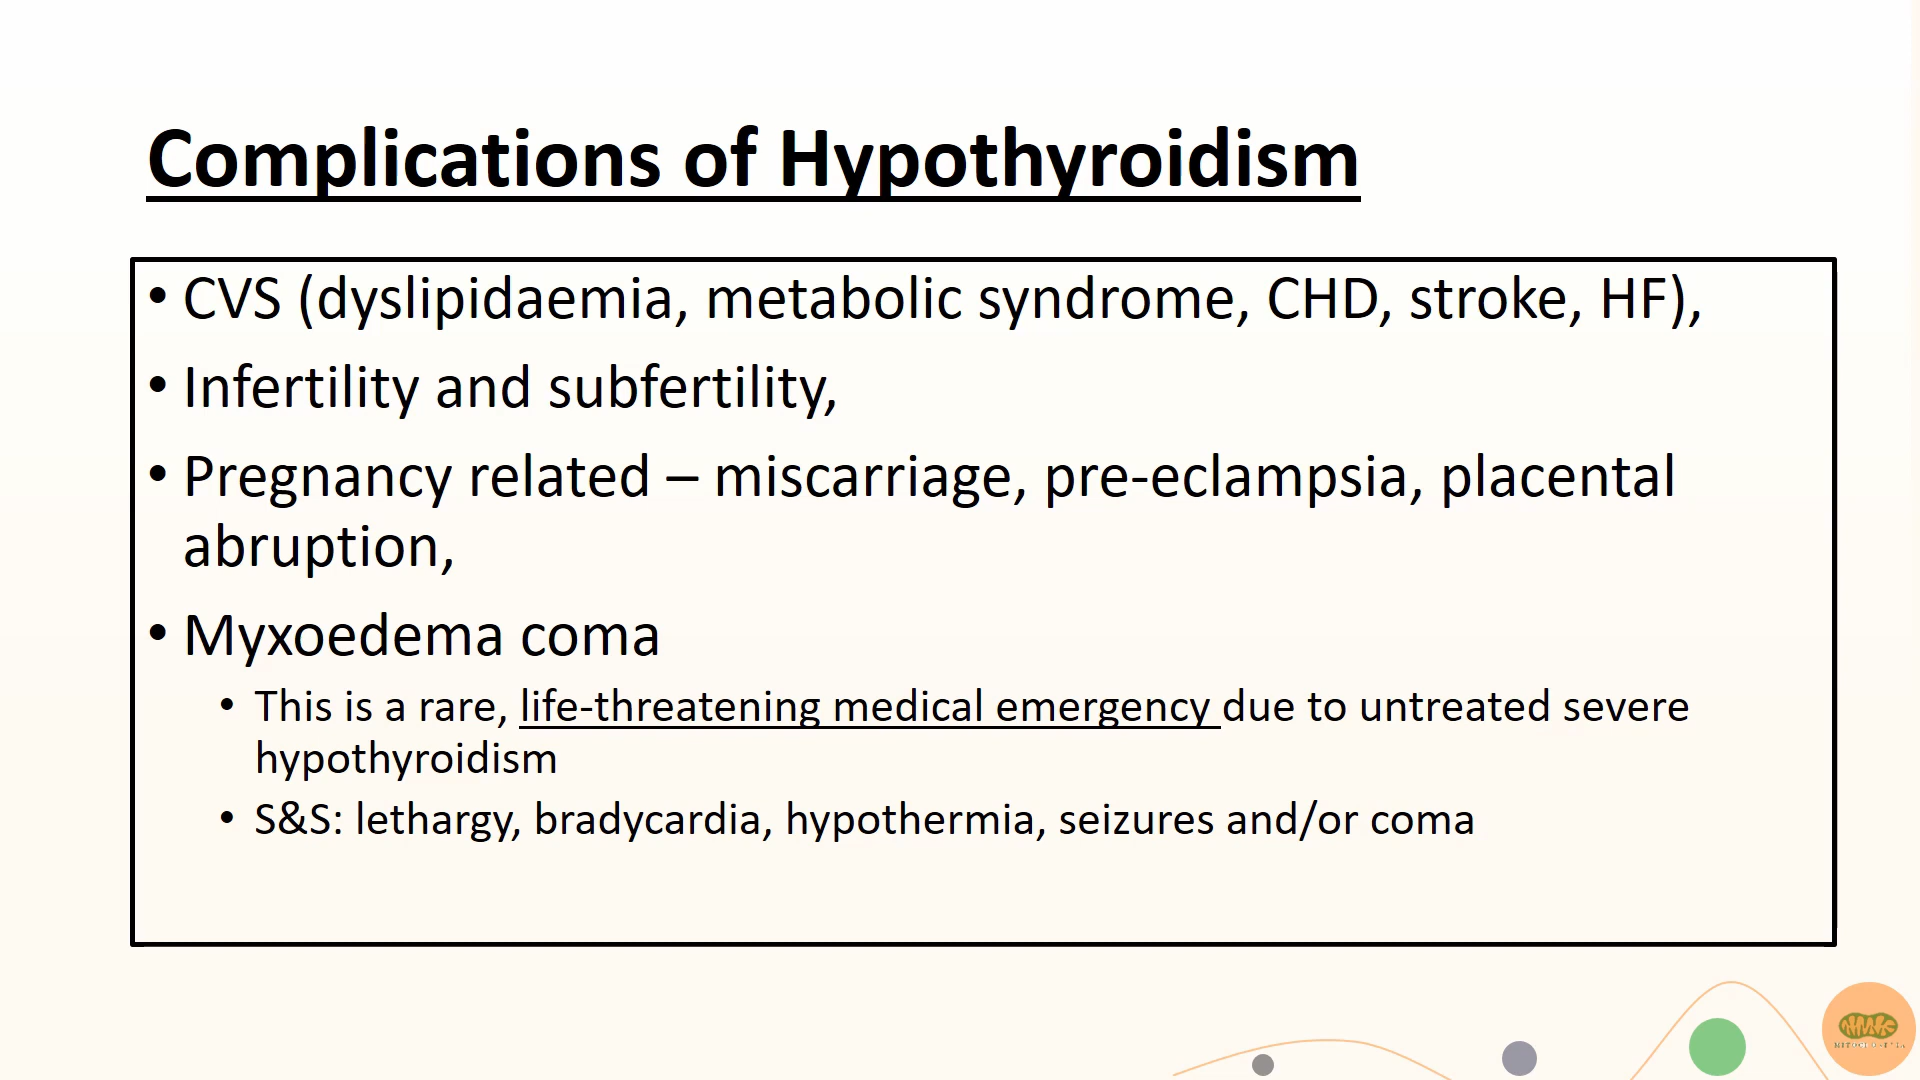 Complications of Hypothyroidism
• CVS (dyslipidaemia, metabolic syndrome, CHD, stroke, HF),
• Infertility and subfertility,
• Pregnancy related – miscarriage, pre-eclampsia, placental
abruption,
• Myxoedema coma
• This is a rare, life-threatening medical emergency due to untreated severe
hypothyroidism
• S&S: lethargy, bradycardia, hypothermia, seizures and/or coma